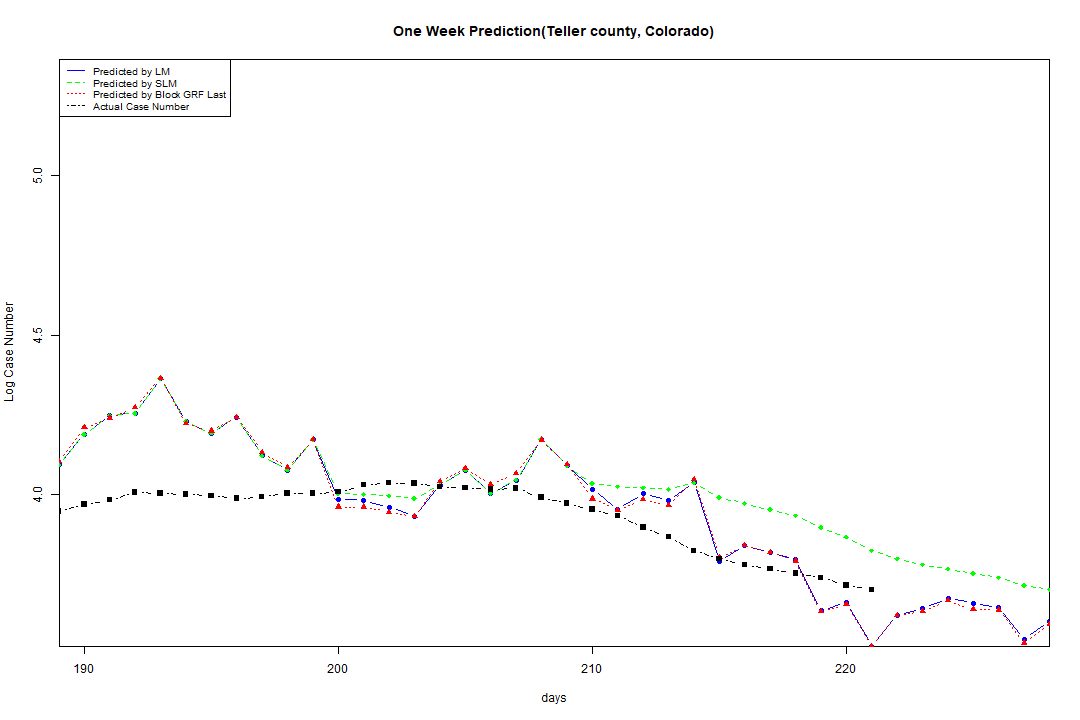 One Week Prediction(Teller county, Colorado)
Predicted by LM
Predicted by SLM
Predicted by Block GRF Last
Actual Case Number
5.0
4.5
4.0
Log Case Number
190
200
210
220
days